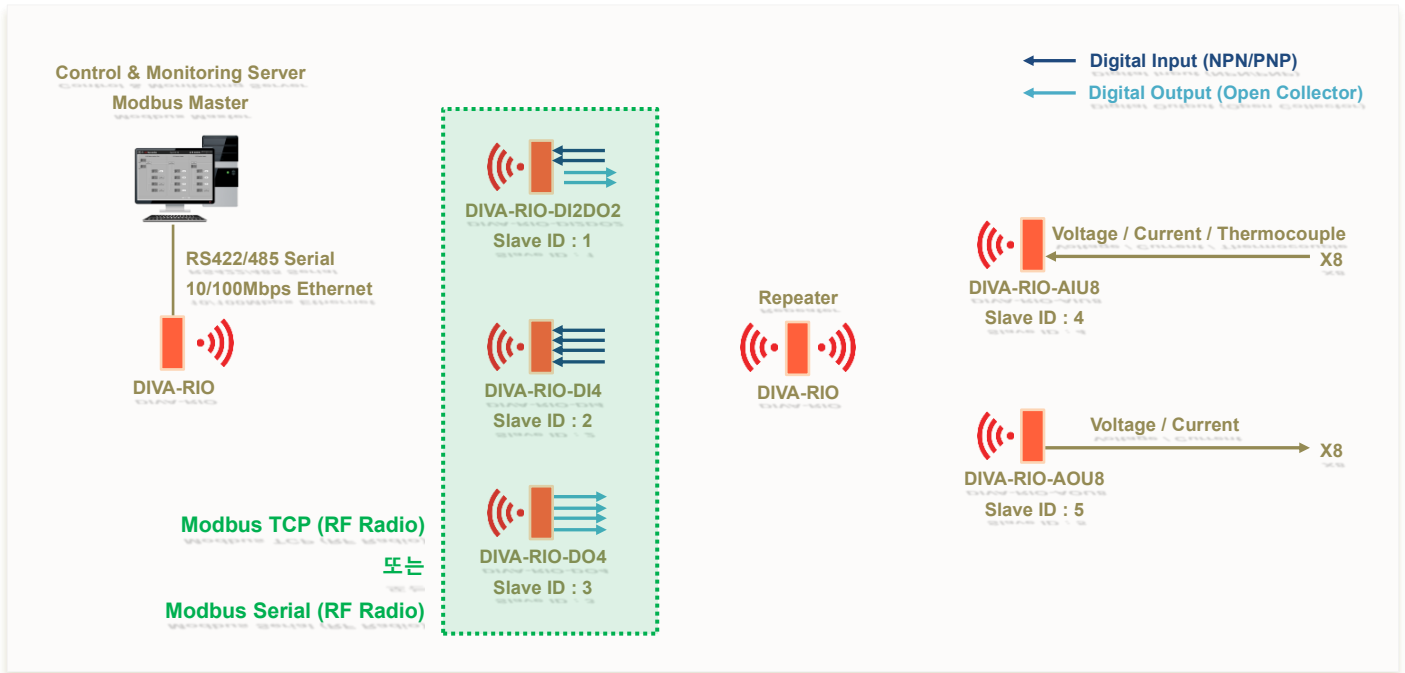 Control & Monitoring Server
Modbus Master
RS422/485 Serial
10/100Mbps Ethernet
DIVA-RIO
Modbus TCP (RF Radio)
또는
Modbus Serial (RF Radio)
DIVA-RIO-DI2DO2
Slave ID : 1
DIVA-RIO-DI4
Slave ID : 2
DIVA-RIO-DO4
Slave ID : 3
Repeater
DIVA-RIO
Digital Input (NPN/PNP)
Digital Output (Open Collector)
Voltage / Current / Thermocouple
X8
DIVA-RIO-AIU8
Slave ID : 4
Voltage / Current
X8
DIVA-RIO-AOU8
Slave ID : 5